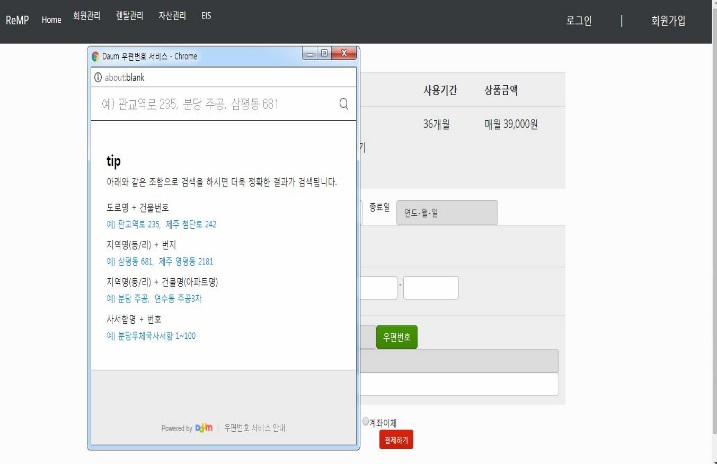 ReMP Home 회원관리 렌탈관리 자산관리 EIS 로그인 | 회원가입
Daum 우편번호 서비스 - Chrome
about:blank
예) 판교역로 235, 분당 주공, 삼평동 681
tip
아래와 같은 조합으로 검색을 하시면 더욱 정확한 결과가 검색됩니다.
도로명 + 건물번호
예) 판교역로 235, 제주 첨단로 242
지역명(동/리) + 번지
예) 삼평동 681, 제주 영평동 2181
지역명(동/리) + 건물명(아파트명)
예) 분당 주공, 연수동 주공3차
사서함명 + 번호
예) 분당우체국사서함 1~100
Powered by Daum | 우편번호 서비스 안내
사용기간 상품금액
36개월 매월 39,000원
기
종료일 연도-월-일
-
우편번호
계좌이체
결제하기